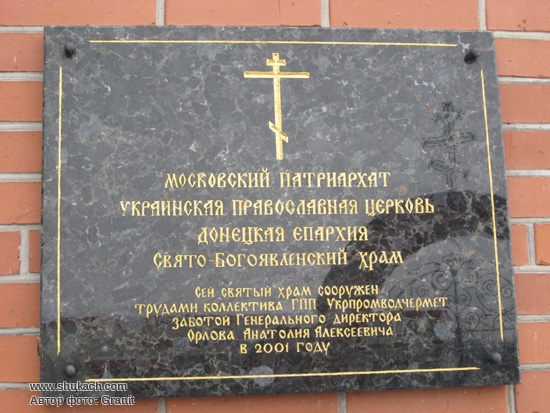 МОСКОВСКИЙ ПАТРИАРХАТ
УКРАИНСКАЯ ПРАВОСЛАВНАЯ ЦЕРКОВЬ
ДОНЕЦКАЯ ЕПАРХИЯ
СВЯТО-БОГОЯВЛЕНСКИЙ ХРАМ
СЕЙ СВЯТЫЙ ХРАМ СООРУЖЕН
ТРУДАМИ КОЛЛЕКТИВА ГПП УКРПРОМВОДЧЕРМЕТ
ЗАБОТОЙ ГЕНЕРАЛЬНОГО ДИРЕКТОРА
ОРЛОВА АНАТОЛИЯ АЛЕКСЕЕВИЧА
В 2001 ГОДУ
www.shukach.com
Автор фото: Granit